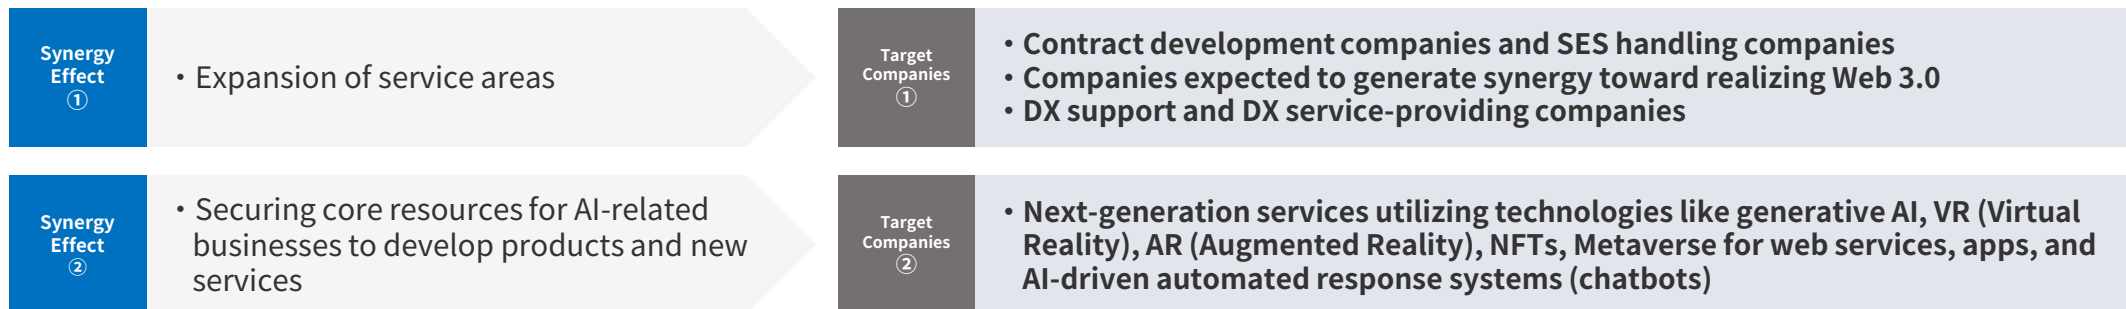 Synergy
Effect
①
・Expansion of service areas
Target
Companies
①
・Contract development companies and SES handling companies
・Companies expected to generate synergy toward realizing Web 3.0
・DX support and DX service-providing companies
Synergy
Effect
②
・Securing core resources for AI-related
businesses to develop products and new
services
Target
Companies
②
・Next-generation services utilizing technologies like generative AI, VR (Virtual
Reality), AR (Augmented Reality), NFTs, Metaverse for web services, apps, and
AI-driven automated response systems (chatbots)